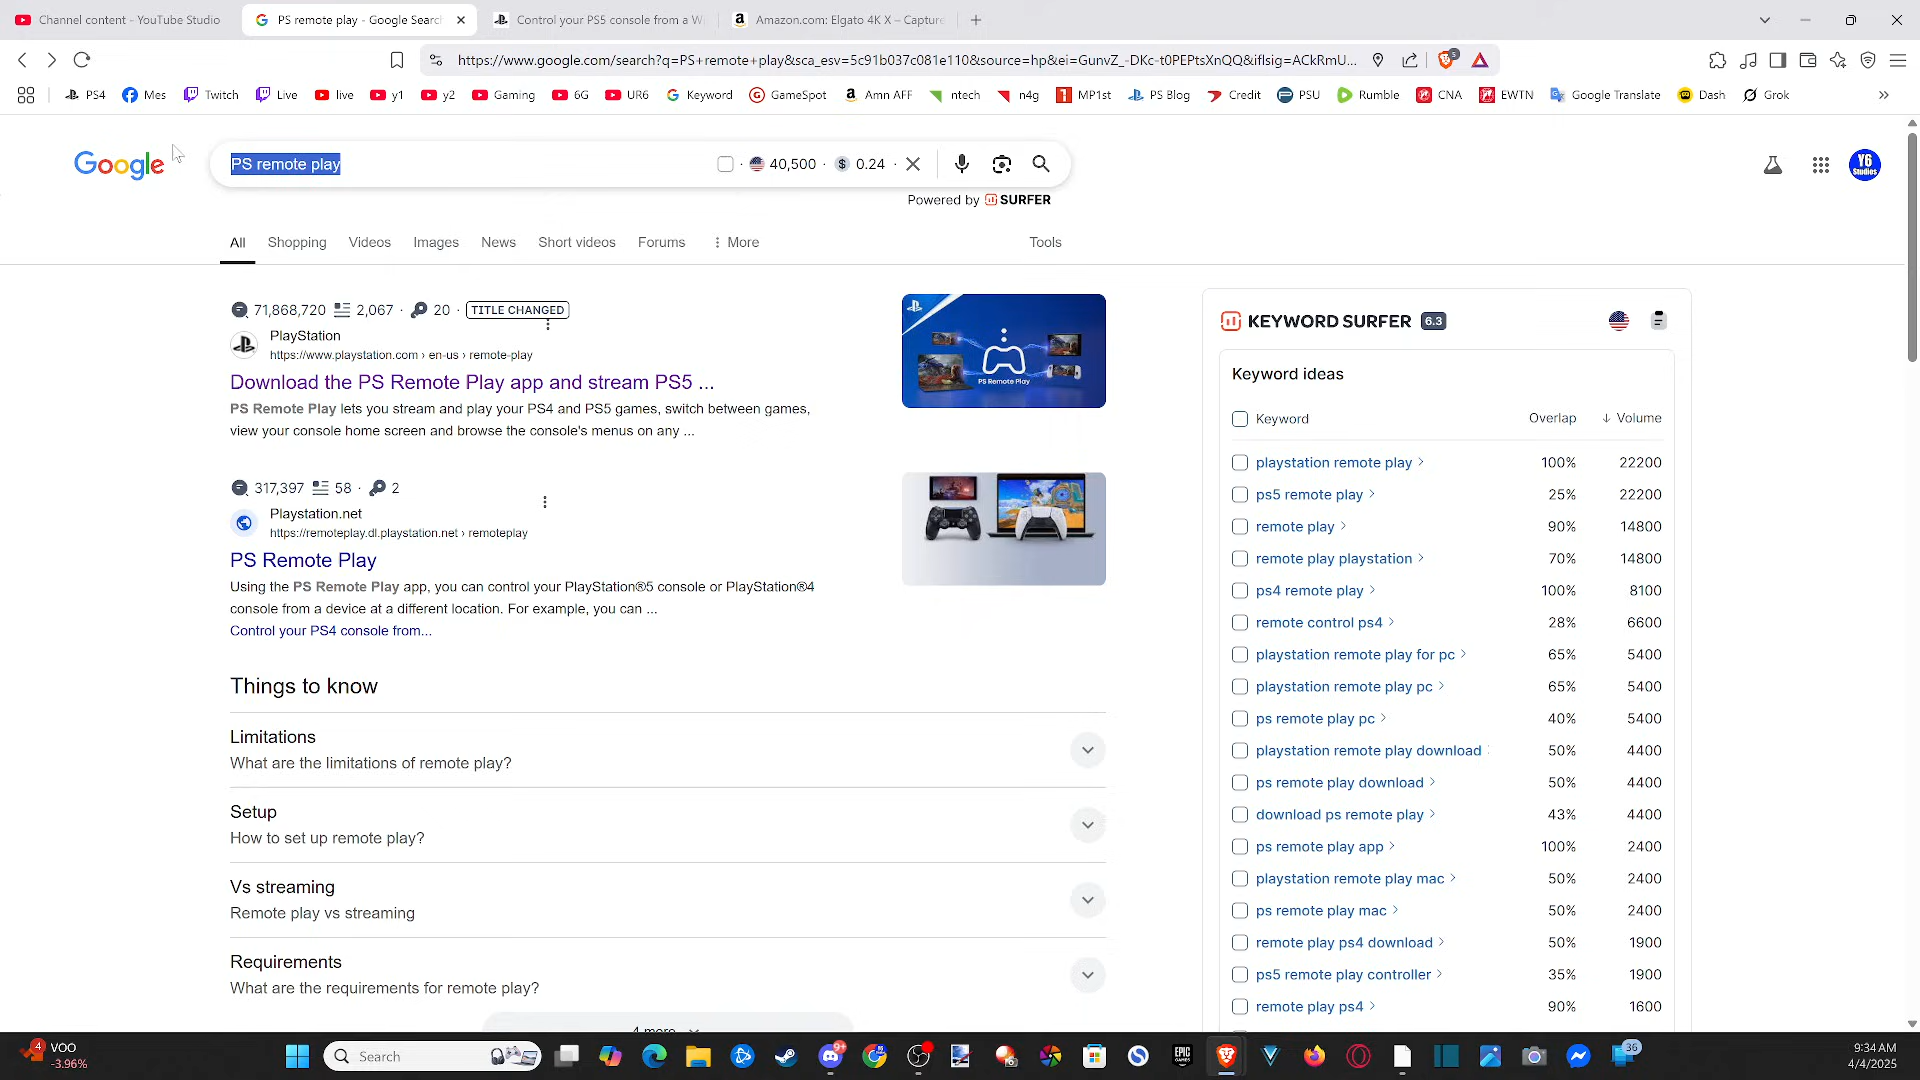 Channel content - YouTube Studio
PS remote play - Google Searc
Control your PS5 console from a W
Amazon.com: Elgato 4K X – Capture
https://www.google.com/search?q=PS+remote+play&sca_esv=5c91b037c081e110&source=hp&ei=GunvZ_-DKc-t0PEPtsXnQQ&iflsig=ACkRmU...
PS4 Mes Twitch Live live y1 y2 Gaming 6G UR6 Keyword GameSpot Amn AFF ntech n4g MP1st PS Blog Credit PSU Rumble CNA EWTN Google Translate Dash Grok
Google
PS remote play
40,500 · $ 0.24 ·
Y6 Studies
Powered by SURFER
All Shopping Videos Images News Short videos Forums More Tools
71,868,720 2,067 · 20 · TITLE CHANGED
PlayStation
https://www.playstation.com › en-us › remote-play
Download the PS Remote Play app and stream PS5 ...
PS Remote Play lets you stream and play your PS4 and PS5 games, switch between games,
view your console home screen and browse the console's menus on any ...
PS Remote Play
317,397 58 · 2
Playstation.net
https://remoteplay.dl.playstation.net › remoteplay
PS Remote Play
Using the PS Remote Play app, you can control your PlayStation®5 console or PlayStation®4
console from a device at a different location. For example, you can ...
Control your PS4 console from...
Things to know
Limitations
What are the limitations of remote play?
Setup
How to set up remote play?
Vs streaming
Remote play vs streaming
Requirements
What are the requirements for remote play?
4 more
KEYWORD SURFER 6.3
Keyword ideas
Keyword Overlap Volume
playstation remote play 100% 22200
ps5 remote play 25% 22200
remote play 90% 14800
remote play playstation 70% 14800
ps4 remote play 100% 8100
remote control ps4 28% 6600
playstation remote play for pc 65% 5400
playstation remote play pc 65% 5400
ps remote play pc 40% 5400
playstation remote play download 50% 4400
ps remote play download 50% 4400
download ps remote play 43% 4400
ps remote play app 100% 2400
playstation remote play mac 50% 2400
ps remote play mac 50% 2400
remote play ps4 download 50% 1900
ps5 remote play controller 35% 1900
remote play ps4 90% 1600
4
VOO
-3.96%
Search
EPIC GAMES
36
9:34 AM
4/4/2025